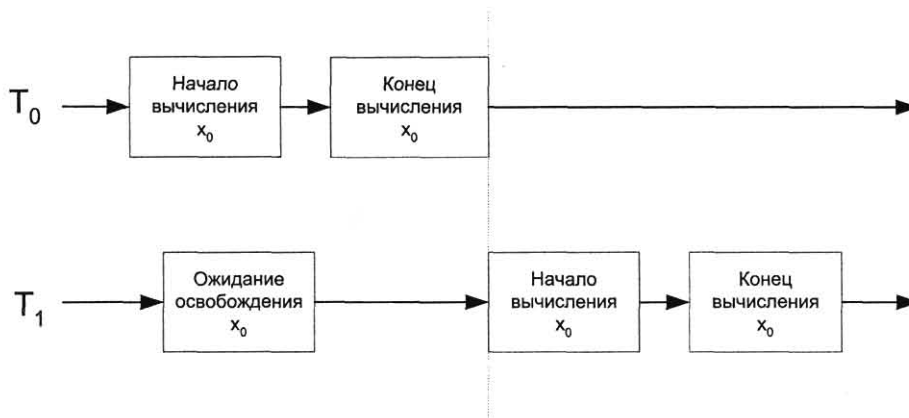 T₀
Начало
вычисления
x₀
Конец
вычисления
x₀
T₁
Ожидание
освобождения
x₀
Начало
вычисления
x₀
Конец
вычисления
x₀